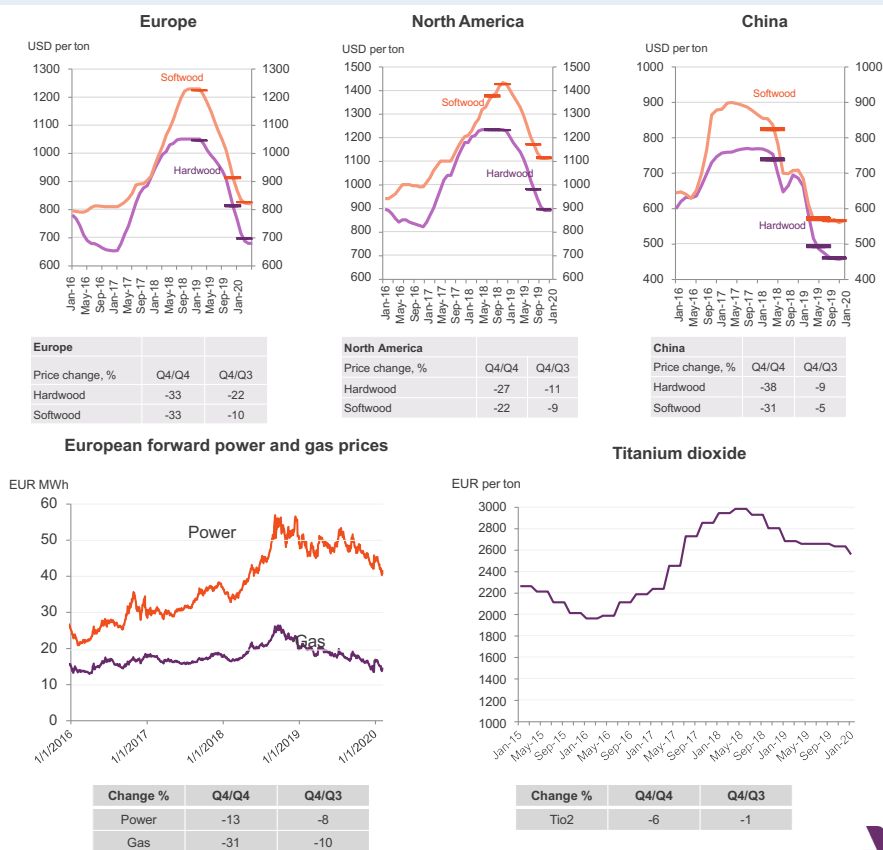 Europe
USD per ton
1300 1300
1200 1200
1100 1100
1000 1000
900 900
800 800
700 700
600 600
Softwood
Hardwood
Jan-16 May-16 Sep-16 Jan-17 May-17 Sep-17 Jan-18 May-18 Sep-18 Jan-19 May-19 Sep-19 Jan-20
North America
USD per ton
1500 1500
1400 1400
1300 1300
1200 1200
1100 1100
1000 1000
900 900
800 800
700 700
600 600
Softwood
Hardwood
Jan-16 May-16 Sep-16 Jan-17 May-17 Sep-17 Jan-18 May-18 Sep-18 Jan-19 May-19 Sep-19 Jan-20
China
USD per ton
1000 1000
900 900
800 800
700 700
600 600
500 500
400 400
Softwood
Hardwood
Jan-16 May-16 Sep-16 Jan-17 May-17 Sep-17 Jan-18 May-18 Sep-18 Jan-19 May-19 Sep-19 Jan-20
Europe
Price change, % Q4/Q4 Q4/Q3
Hardwood -33 -22
Softwood -33 -10
North America
Price change, % Q4/Q4 Q4/Q3
Hardwood -27 -11
Softwood -22 -9
China
Price change, % Q4/Q4 Q4/Q3
Hardwood -38 -9
Softwood -31 -5
European forward power and gas prices
EUR MWh
60
50
40
30
20
10
0
Power
Gas
1/1/2016 1/1/2017 1/1/2018 1/1/2019 1/1/2020
Change % Q4/Q4 Q4/Q3
Power -13 -8
Gas -31 -10
Titanium dioxide
EUR per ton
3000
2800
2600
2400
2200
2000
1800
1600
1400
1200
1000
Jan-15 May-15 Sep-15 Jan-16 May-16 Sep-16 Jan-17 May-17 Sep-17 Jan-18 May-18 Sep-18 Jan-19 May-19 Sep-19 Jan-20
Change % Q4/Q4 Q4/Q3
Tio2 -6 -1